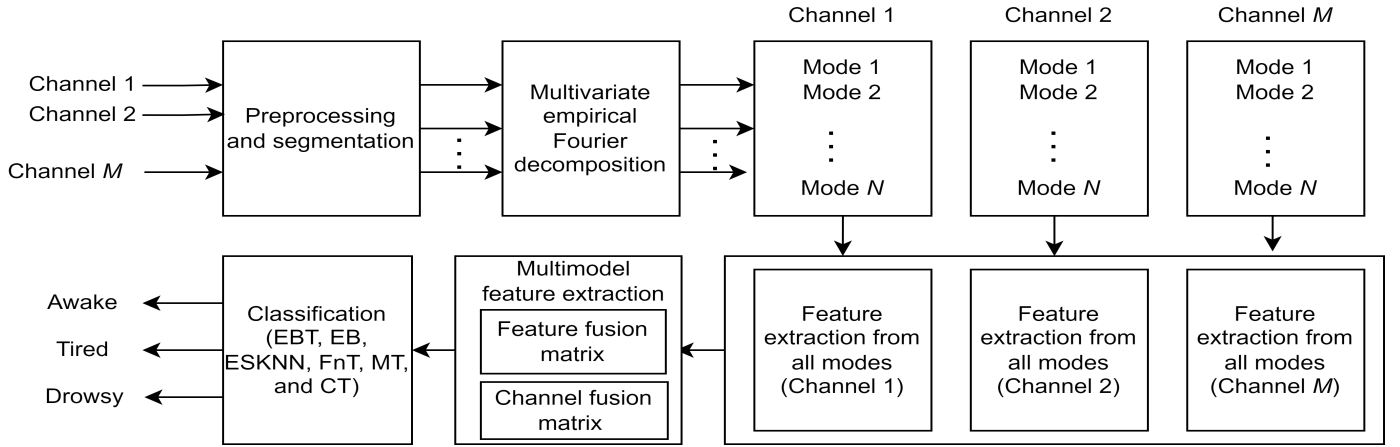 Channel 1
Channel 2
Channel M
Channel 1
Channel 2
Channel M
Preprocessing
and segmentation
Multivariate
empirical
Fourier
decomposition
Mode 1
Mode 2
Mode N
Mode 1
Mode 2
Mode N
Mode 1
Mode 2
Mode N
Awake
Tired
Drowsy
Classification
(EBT, EB,
ESKNN, FnT, MT,
and CT)
Multimodel
feature extraction
Feature fusion
matrix
Channel fusion
matrix
Feature
extraction from
all modes
(Channel 1)
Feature
extraction from
all modes
(Channel 2)
Feature
extraction from
all modes
(Channel M)